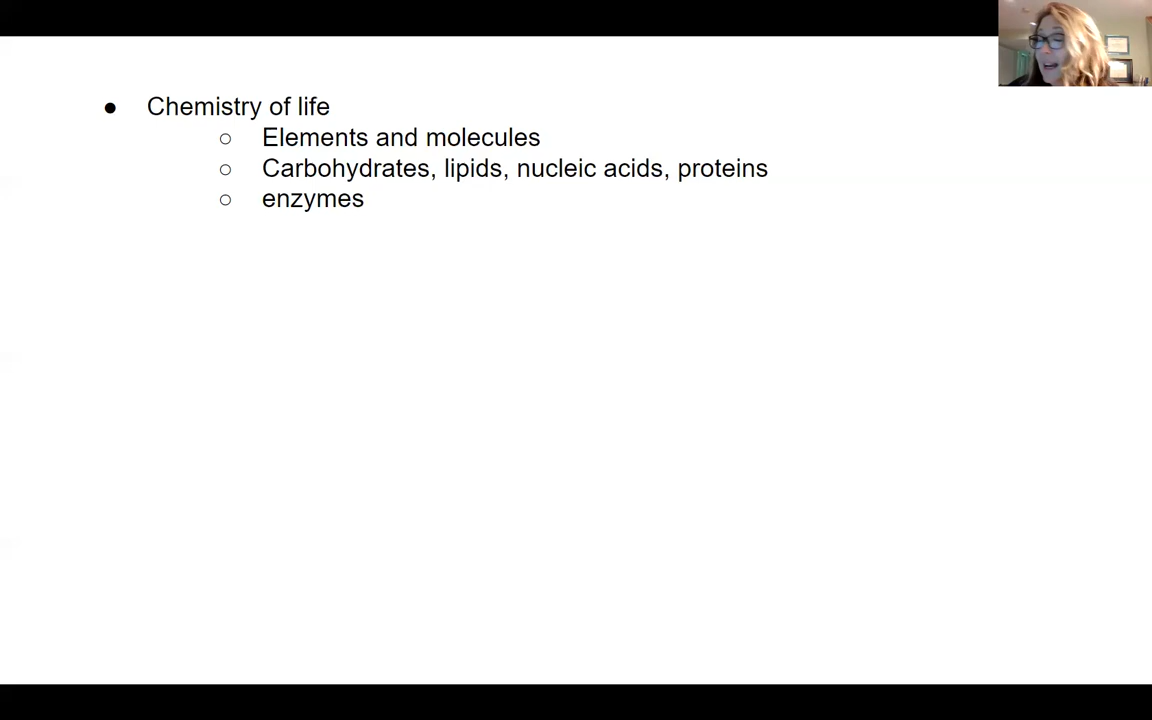 ● Chemistry of life
○ Elements and molecules
○ Carbohydrates, lipids, nucleic acids, proteins
○ enzymes